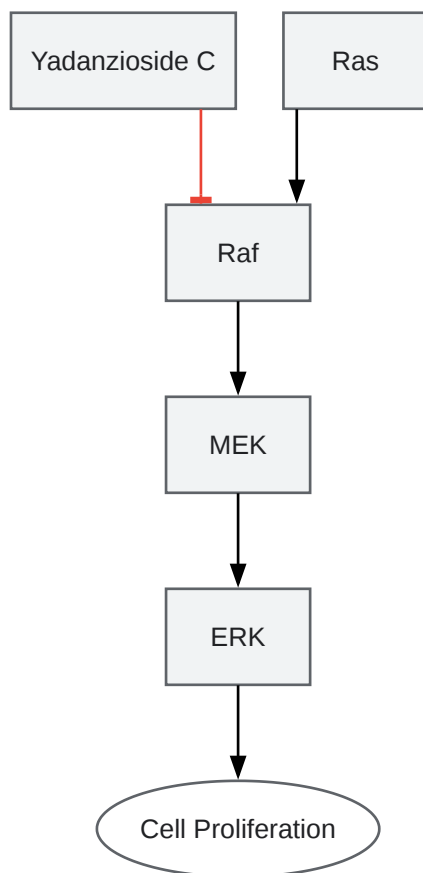 Yadanzioside C
Ras
Raf
MEK
ERK
Cell Proliferation